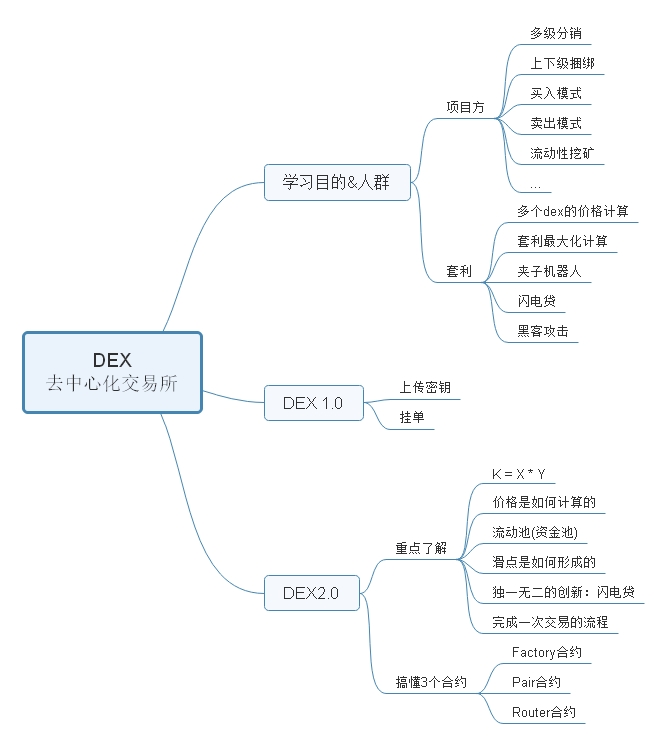 DEX
去中心化交易所
学习目的&人群
项目方
多级分销
上下级捆绑
买入模式
卖出模式
流动性挖矿
...
套利
多个dex的价格计算
套利最大化计算
夹子机器人
闪电贷
黑客攻击
DEX 1.0
上传密钥
挂单
DEX2.0
重点了解
K = X * Y
价格是如何计算的
流动池(资金池)
滑点是如何形成的
独一无二的创新：闪电贷
完成一次交易的流程
搞懂3个合约
Factory合约
Pair合约
Router合约